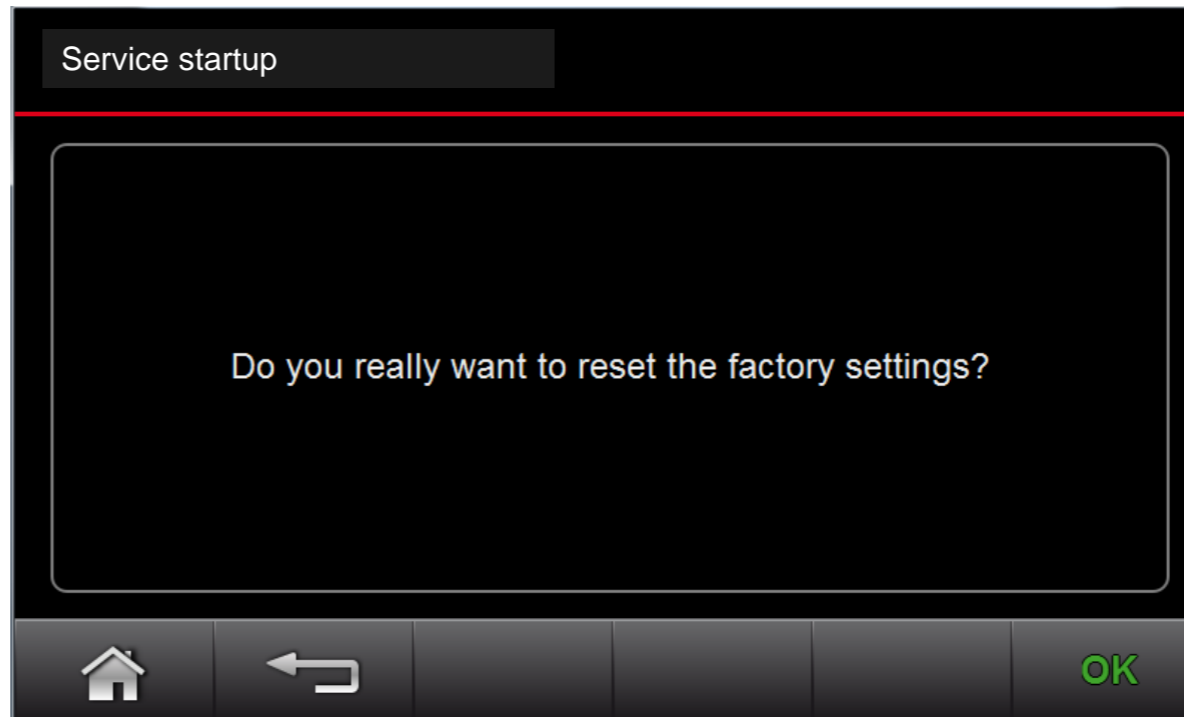 Service startup
Do you really want to reset the factory settings?
OK